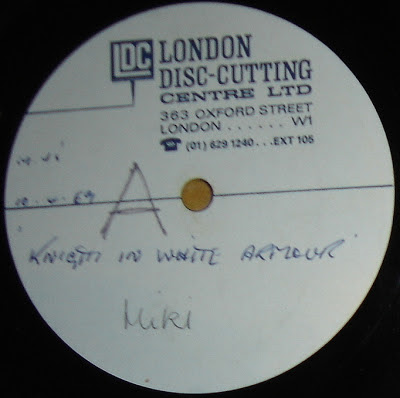 LDC LONDON
DISC-CUTTING
CENTRE LTD
363 OXFORD STREET
LONDON ...... W1
☎ (01) 629 1240...EXT 105
A
KNIGHT IN WHITE ARMOUR
Miki